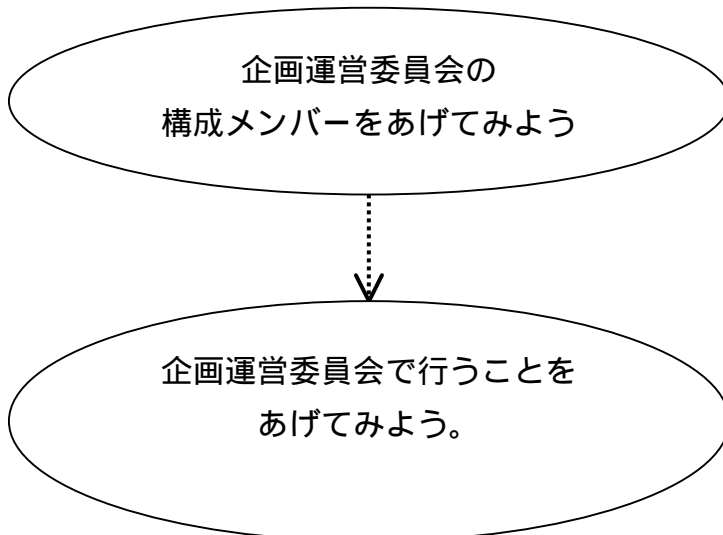 企画運営委員会の
構成メンバーをあげてみよう
企画運営委員会で行うことを
あげてみよう。